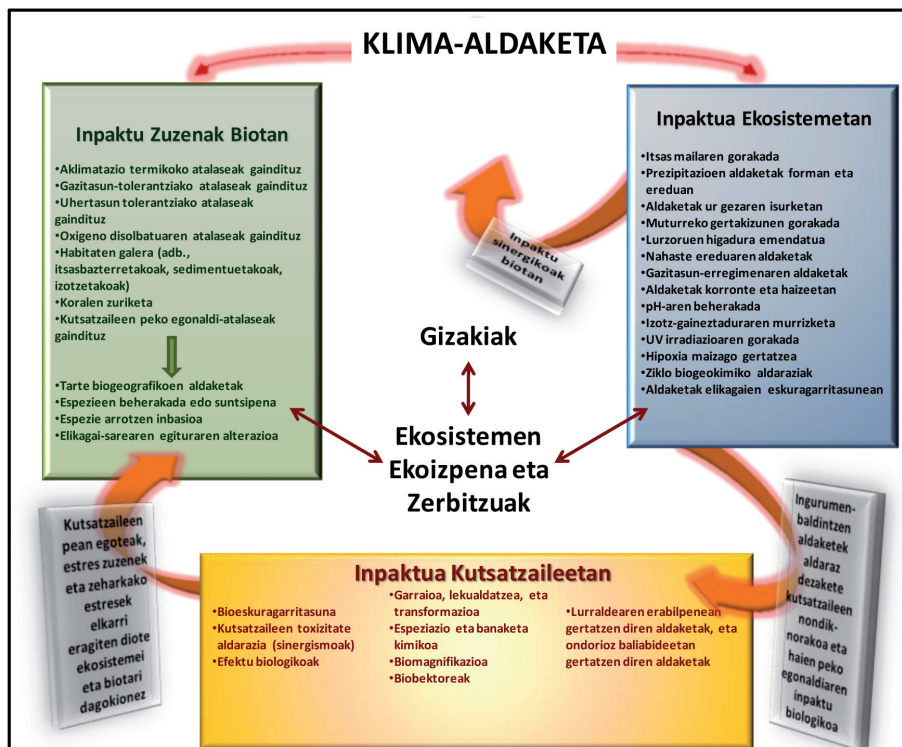 KLIMA-ALDAKETA
Inpaktu Zuzenak Biotan
•Aklimatazio termikoko atalaseak gaindituz
•Gazitasun-tolerantziako atalaseak gaindituz
•Uhertasun tolerantziako atalaseak
gaindituz
•Oxigeno disolbatuaren atalaseak gaindituz
•Habitaten galera (adb.,
itsasbazterretakoak, sedimentuetakoak,
izotzetakoak)
•Koralen zuriketa
•Kutsatzaileen peko egonaldi-atalaseak
gaindituz
•Tarte biogeografikoen aldaketak
•Espezieen beherakada edo suntsipena
•Espezie arrotzen inbasioa
•Elikagai-sarearen egituraren alterazioa
Inpaktu
sinergikoak
biotan
Gizakiak
Ekosistemen
Ekoizpena eta
Zerbitzuak
Inpaktua Ekosistemetan
•Itsas mailaren gorakada
•Prezipitazioen aldaketak forman eta
ereduan
•Aldaketak ur gezaren isurketan
•Muturreko gertakizunen gorakada
•Lurzoruen higadura emendatua
•Nahaste ereduaren aldaketak
•Gazitasun-erregimenaren aldaketak
•Aldaketak korronte eta haizeetan
•pH-aren beherakada
•Izotz-gaineztaduraren murrizketa
•UV irradiazioaren gorakada
•Hipoxia maizago gertatzea
•Ziklo biogeokimiko aldaraziak
•Aldaketak elikagaien eskuragarritasunean
Kutsatzaileen
pean egoteak,
estres zuzenek
eta zeharkako
estresek
elkarri
eragiten diote
ekosistemei
eta biotari
dagokionez
Inpaktua Kutsatzaileetan
•Bioeskuragarritasuna
•Kutsatzaileen toxizitate
aldarazia (sinergismoak)
•Efektu biologikoak
•Garraioa, lekualdatzea, eta
transformazioa
•Espeziazio eta banaketa
kimikoa
•Biomagnifikazioa
•Biobektoreak
•Lurraldearen erabilpenean
gertatzen diren aldaketak, eta
ondorioz baliabideetan
gertatzen diren aldaketak
Ingurumen-
baldintzen
aldaketek
aldaraz
dezakete
kutsatzaileen
nondik-
norakoa eta
haien peko
egonaldiaren
inpaktu
biologikoa